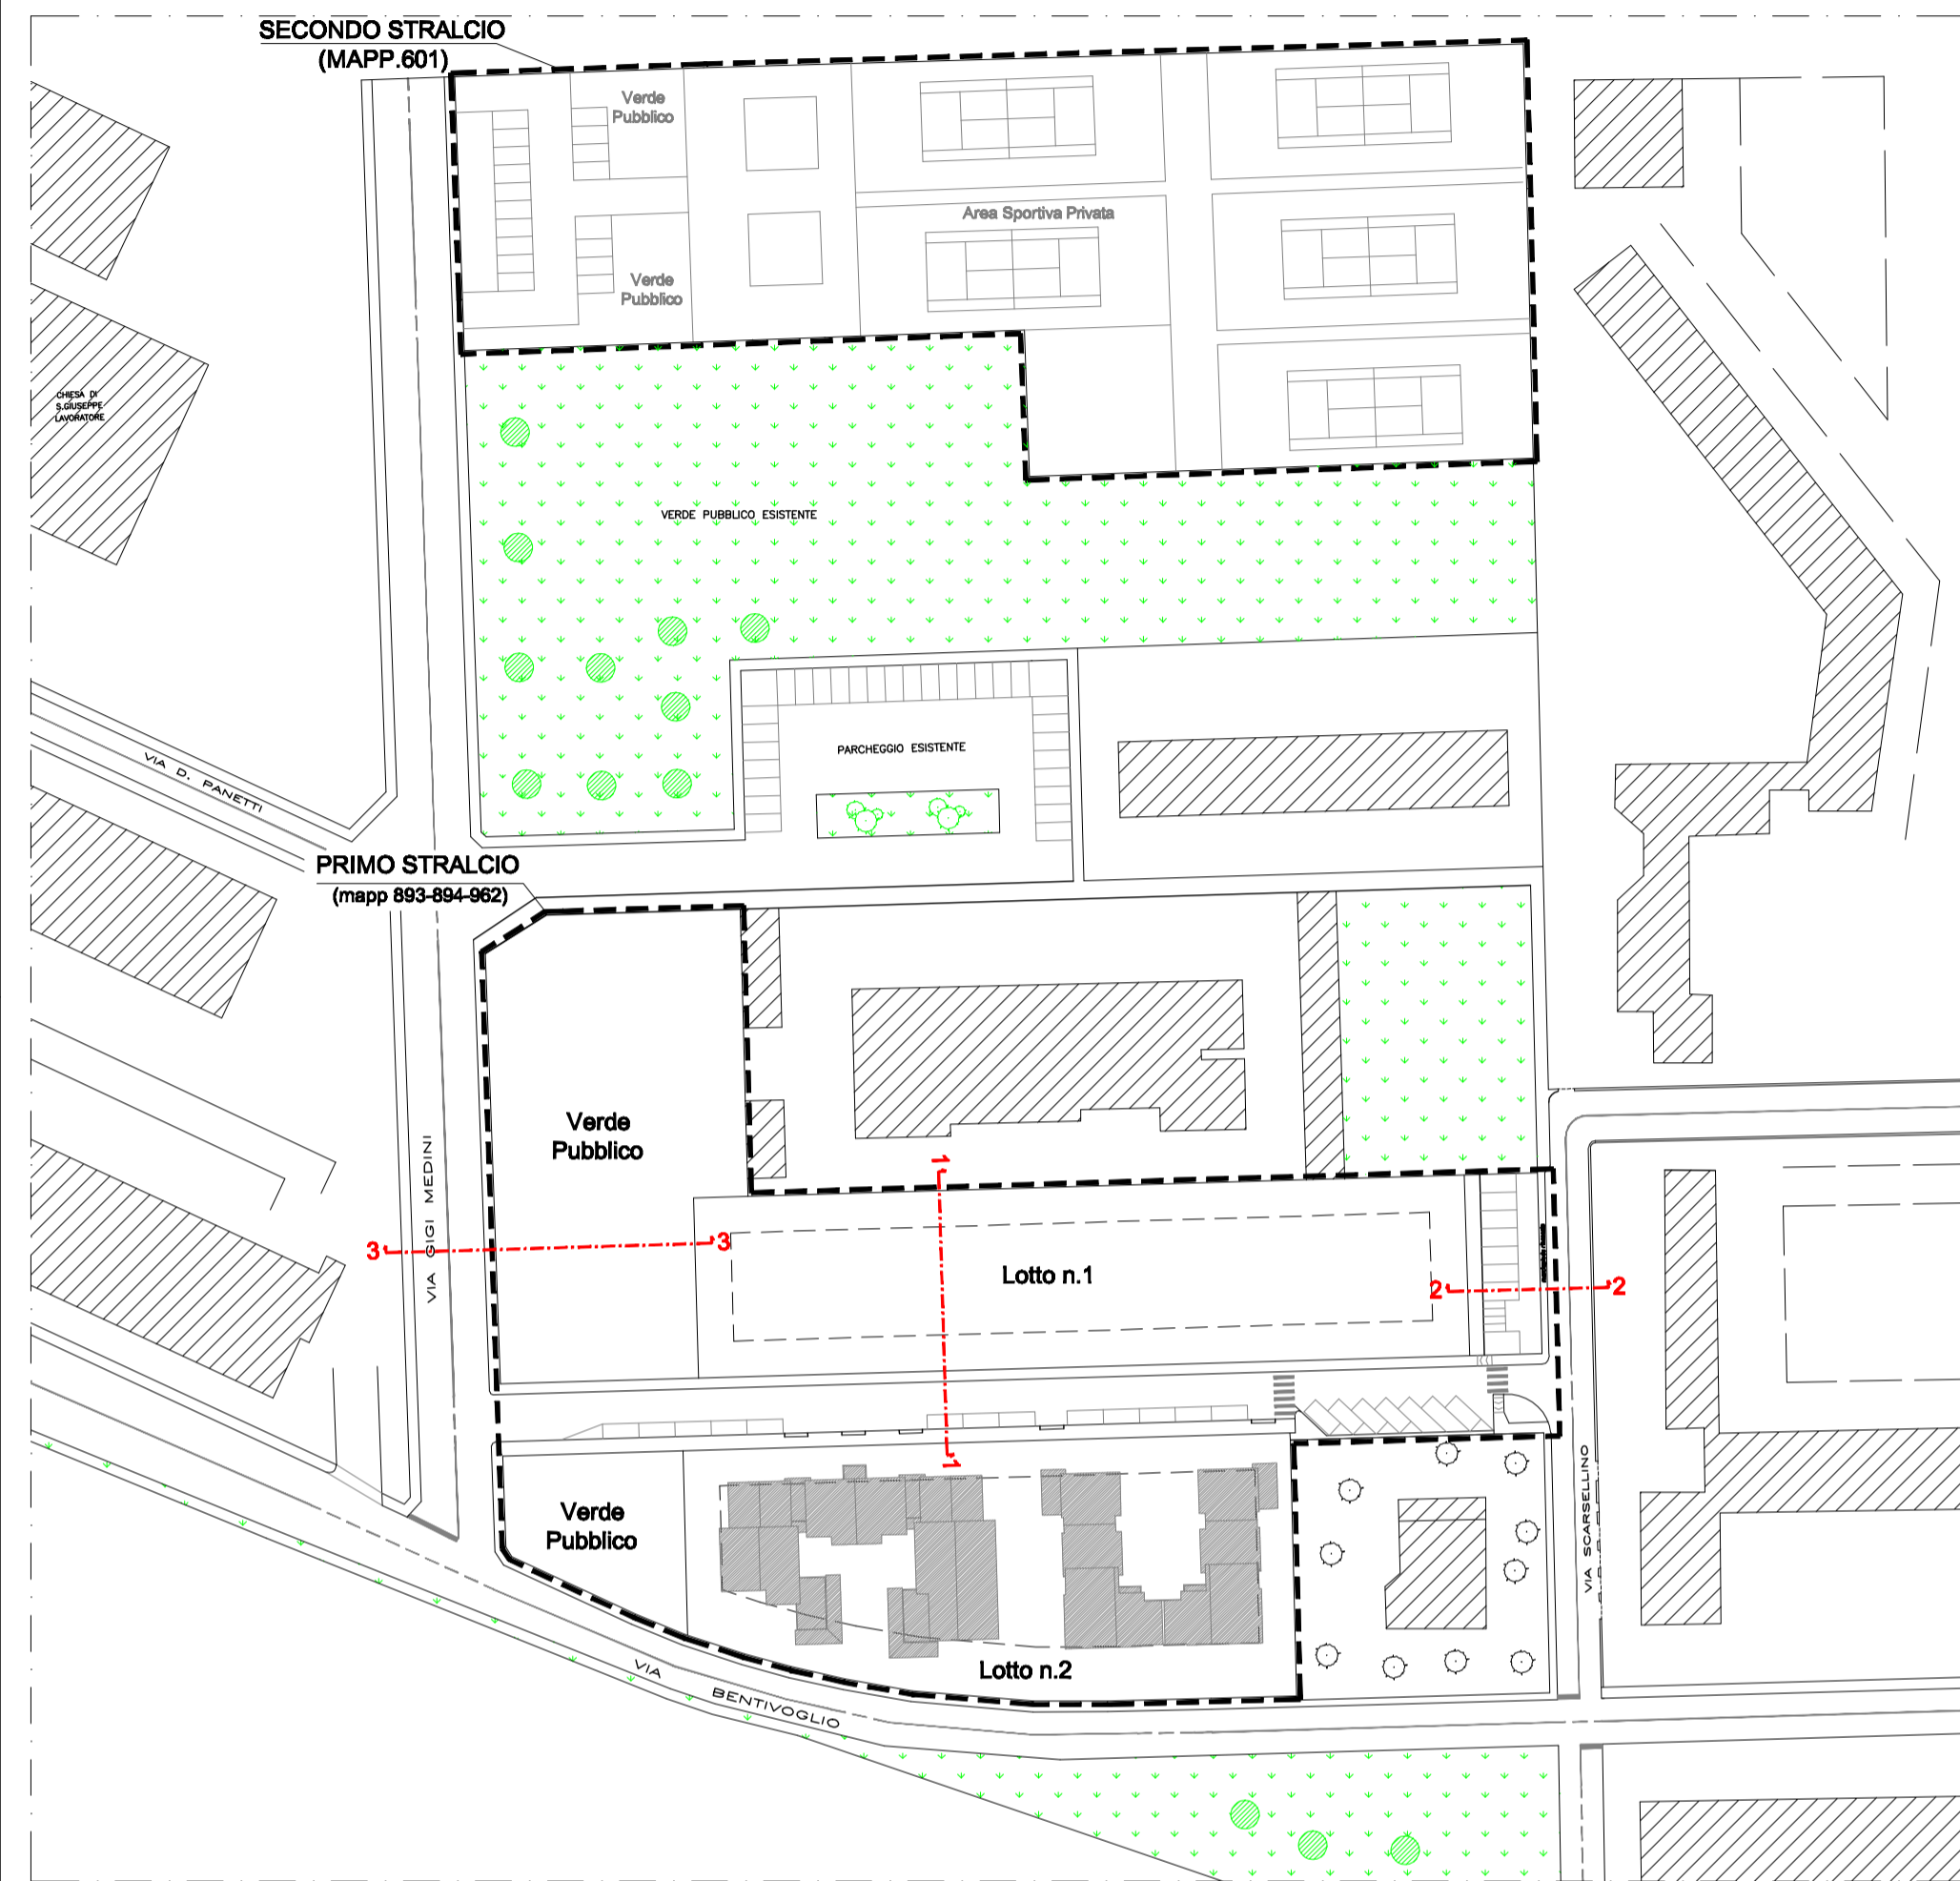 SECONDO STRALCIO
(MAPP.601)
Verde
Pubblico
Area Sportiva Privata
Verde
Pubblico
CHIESA DI
S.GIUSEPPE
LAVORATORE
VERDE PUBBLICO ESISTENTE
PARCHEGGIO ESISTENTE
VIA D. PANETTI
PRIMO STRALCIO
(mapp 893-894-962)
Verde
Pubblico
VIA GIGI MEDINI
1
3
3
Lotto n.1
2
2
1
Verde
Pubblico
VIA SCARSELLINO
Lotto n.2
VIA
BENTIVOGLIO